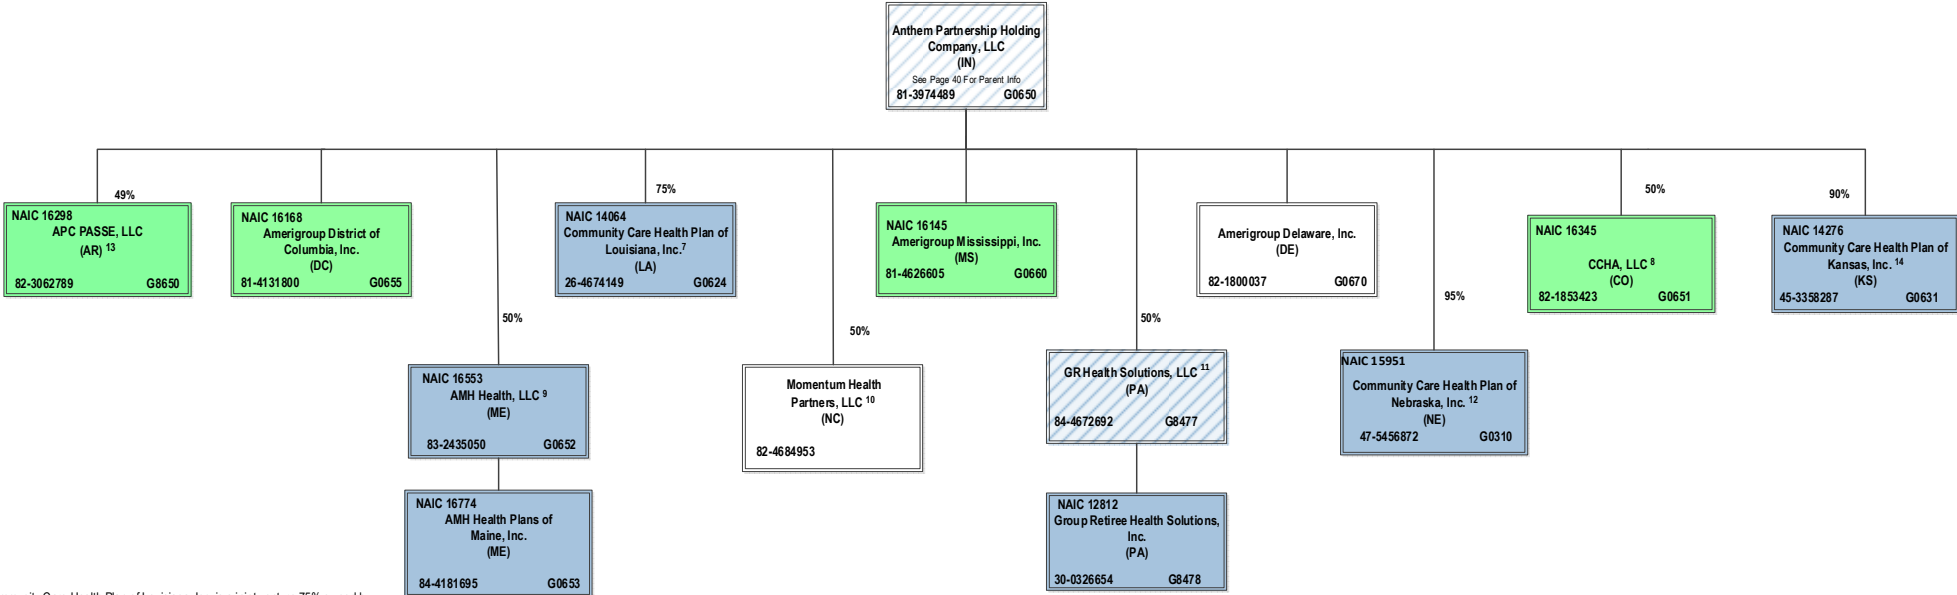 Anthem Partnership Holding
Company, LLC
(IN)
See Page 40 For Parent Info
81-3974489 G0650
49%
NAIC 16298
APC PASSE, LLC
(AR) 13
82-3062789 G8650
NAIC 16168
Amerigroup District of
Columbia, Inc.
(DC)
81-4131800 G0655
75%
NAIC 14064
Community Care Health Plan of
Louisiana, Inc.7
(LA)
26-4674149 G0624
NAIC 16145
Amerigroup Mississippi, Inc.
(MS)
81-4626605 G0660
Amerigroup Delaware, Inc.
(DE)
82-1800037 G0670
50%
NAIC 16345
CCHA, LLC 8
(CO)
82-1853423 G0651
90%
NAIC 14276
Community Care Health Plan of
Kansas, Inc. 14
(KS)
45-3358287 G0631
50%
NAIC 16553
AMH Health, LLC 9
(ME)
83-2435050 G0652
50%
Momentum Health
Partners, LLC 10
(NC)
82-4684953
50%
GR Health Solutions, LLC 11
(PA)
84-4672692 G8477
95%
NAIC 15951
Community Care Health Plan of
Nebraska, Inc. 12
(NE)
47-5456872 G0310
NAIC 16774
AMH Health Plans of
Maine, Inc.
(ME)
84-4181695 G0653
NAIC 12812
Group Retiree Health Solutions,
Inc.
(PA)
30-0326654 G8478